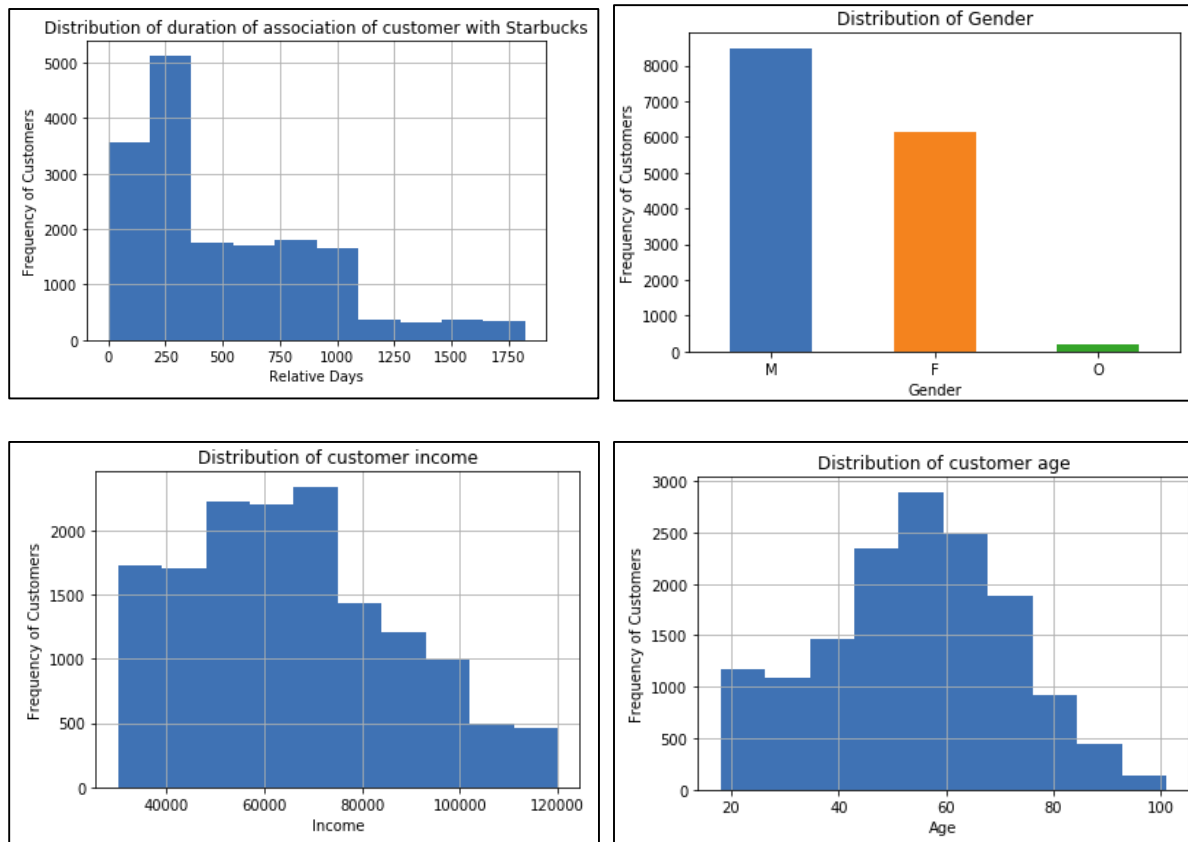 Distribution of duration of association of customer with Starbucks
5000
4000
3000
2000
1000
0
Frequency of Customers
0 250 500 750 1000 1250 1500 1750
Relative Days
Distribution of Gender
8000
7000
6000
5000
4000
3000
2000
1000
0
Frequency of Customers
M F O
Gender
Distribution of customer income
2000
1500
1000
500
0
Frequency of Customers
40000 60000 80000 100000 120000
Income
Distribution of customer age
3000
2500
2000
1500
1000
500
0
Frequency of Customers
20 40 60 80 100
Age